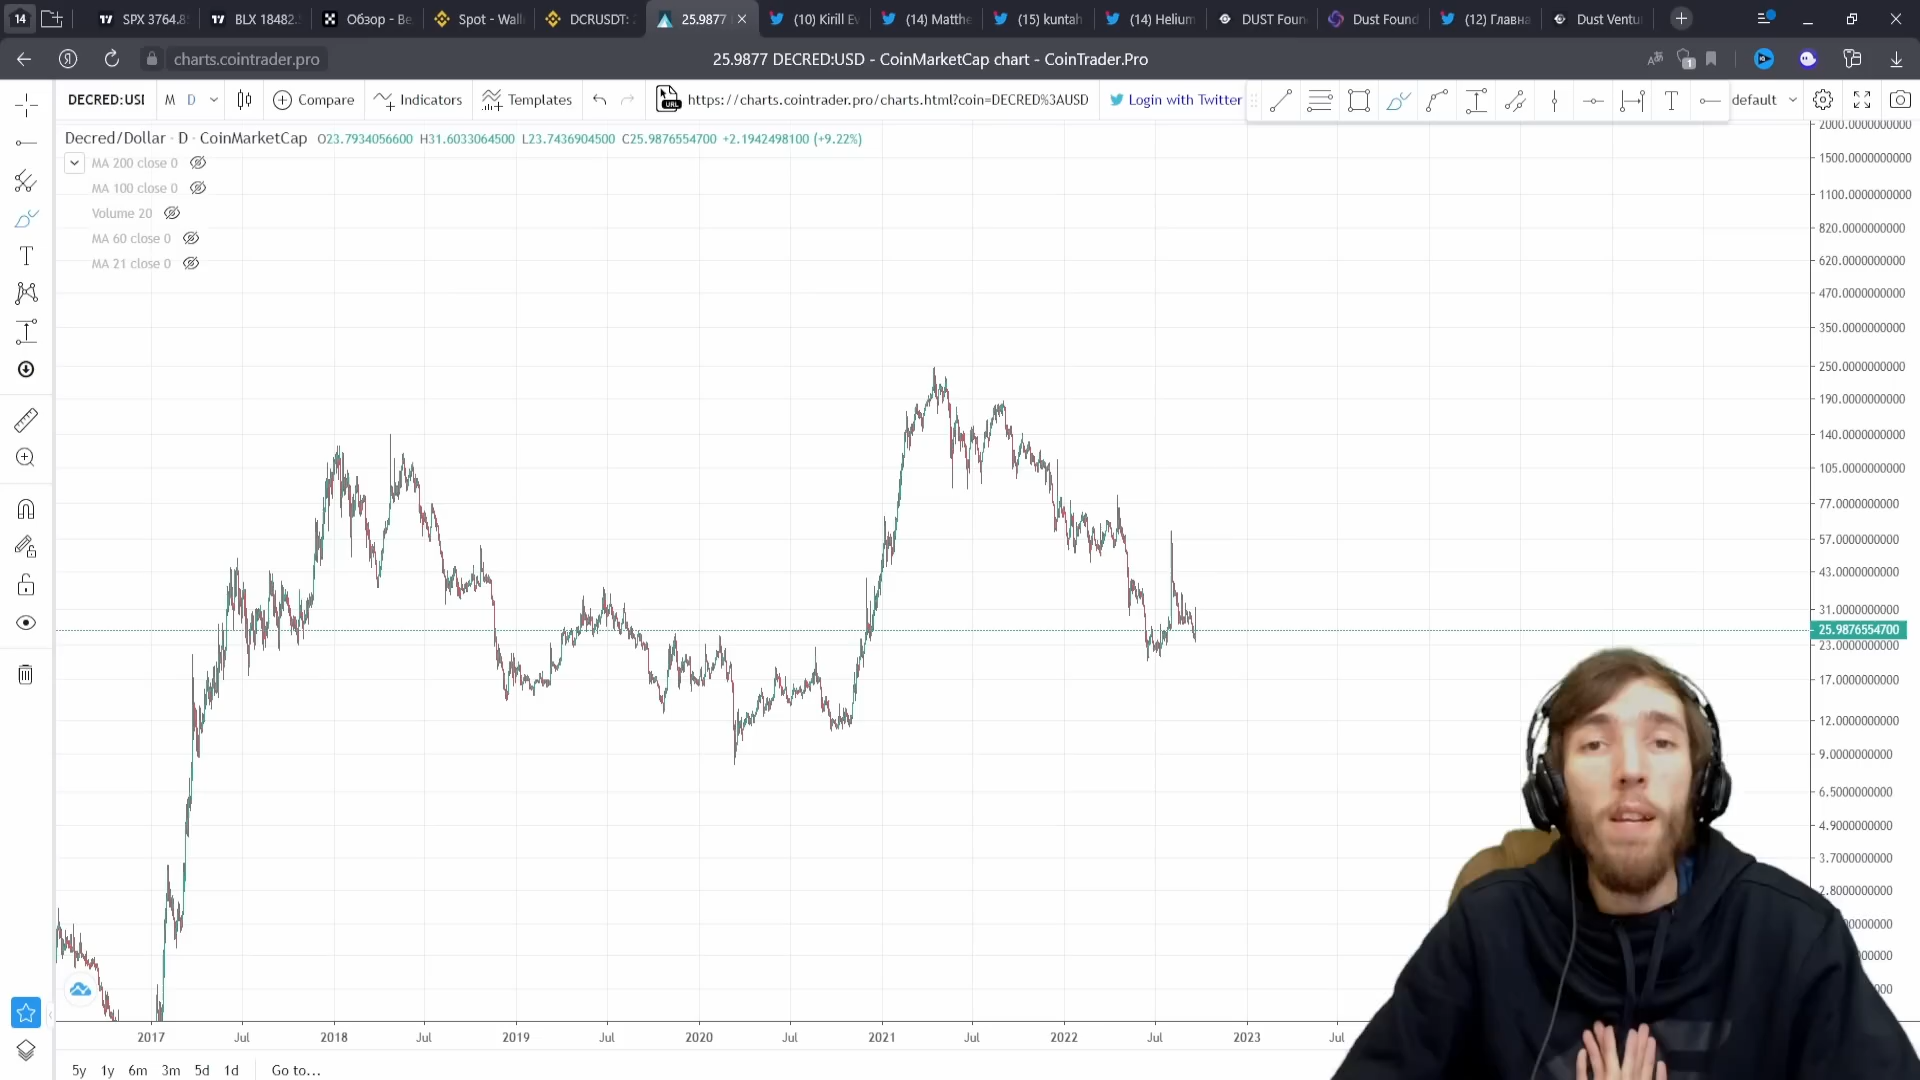 14 SPX 3764.8 BLX 18482. Обзор - Ве Spot - Wall DCRUSDT: 25.9877 (10) Kirill Ev (14) Matthe (15) kuntah (14) Helium DUST Foun Dust Found (12) Главна Dust Ventu
charts.cointrader.pro 25.9877 DECRED:USD - CoinMarketCap chart - CoinTrader.Pro 1
DECRED:USI M D Compare Indicators Templates URL https://charts.cointrader.pro/charts.html?coin=DECRED%3AUSD Login with Twitter default
Decred/Dollar · D · CoinMarketCap O23.7934056600 H31.6033064500 L23.7436904500 C25.9876554700 +2.1942498100 (+9.22%)
MA 200 close 0
MA 100 close 0
Volume 20
MA 60 close 0
MA 21 close 0
2000.0000000000
1500.0000000000
1100.0000000000
820.0000000000
620.0000000000
470.0000000000
350.0000000000
250.0000000000
190.0000000000
140.0000000000
105.0000000000
77.0000000000
57.0000000000
43.0000000000
31.0000000000
25.9876554700
23.0000000000
17.0000000000
12.0000000000
9.0000000000
6.5000000000
4.9000000000
3.7000000000
2.8000000000
2017 Jul 2018 Jul 2019 Jul 2020 Jul 2021 Jul 2022 Jul 2023 Jul
5y 1y 6m 3m 5d 1d Go to...